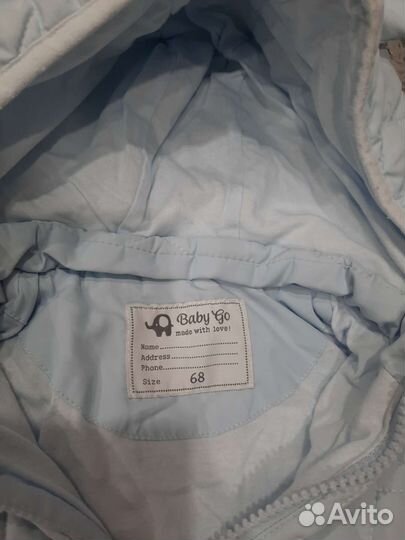 Baby Go
made with love!
Name
Address
Phone
Size 68
Avito